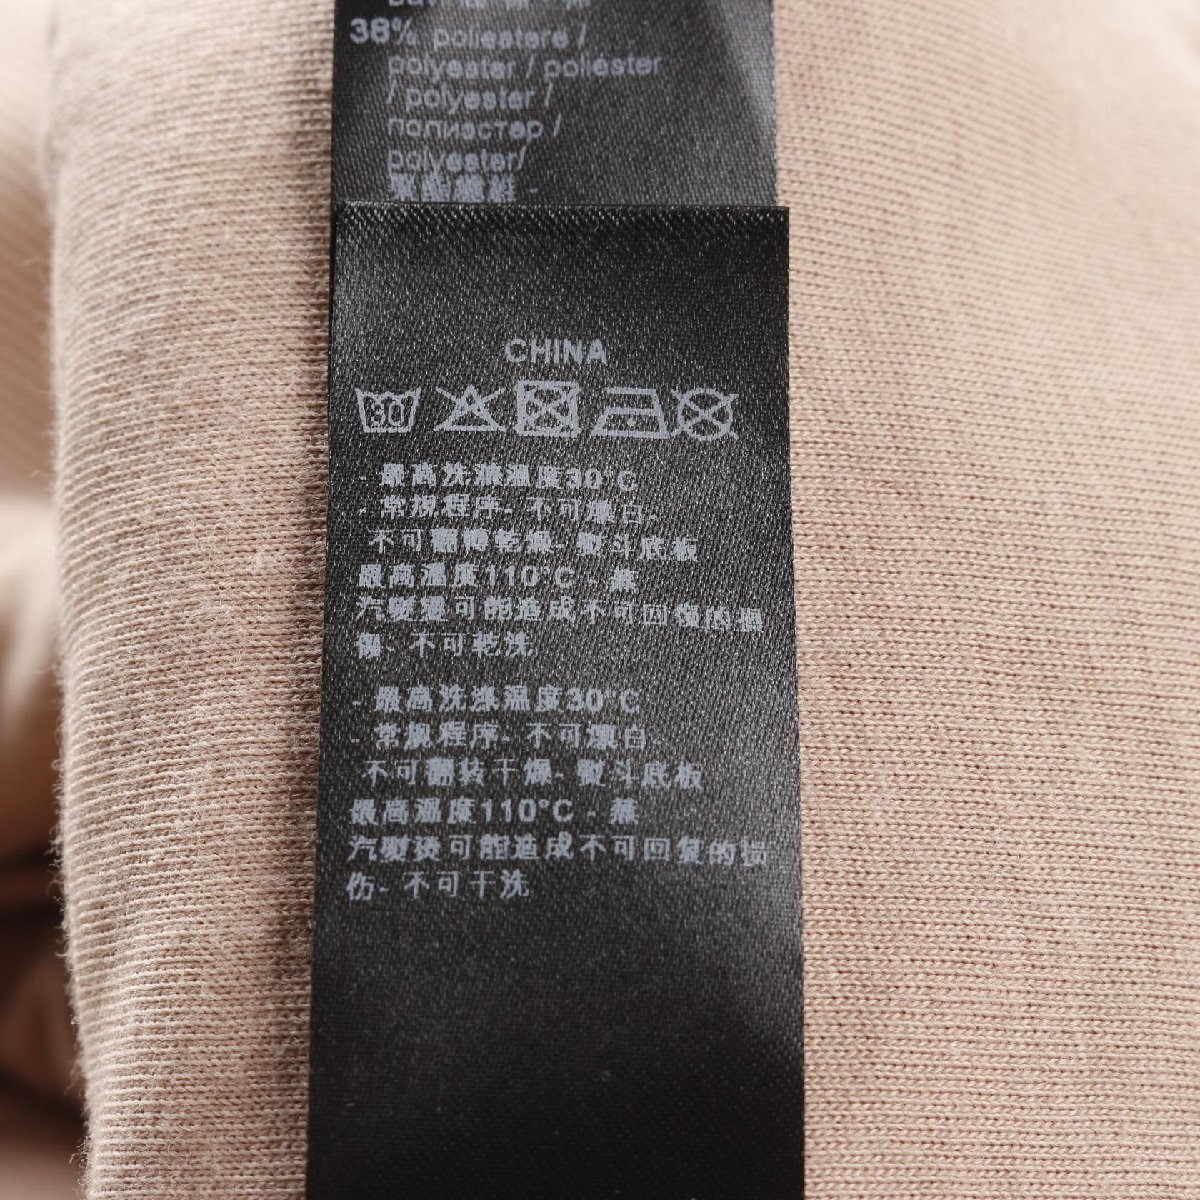 38% poliestere /
polyester / poliéster
/ polyester /
полиэстер /
polyester/
聚酯纖維 -
CHINA
30
- 最高洗滌溫度30°C
- 常規程序- 不可漂白-
不可翻轉乾燥- 熨斗底板
最高溫度110°C - 蒸
汽熨燙可能造成不可回復的損
傷- 不可乾洗
- 最高洗涤温度30°C
- 常规程序- 不可漂白-
不可翻转干燥- 熨斗底板
最高温度110°C - 蒸
汽熨烫可能造成不可回复的损
伤- 不可干洗